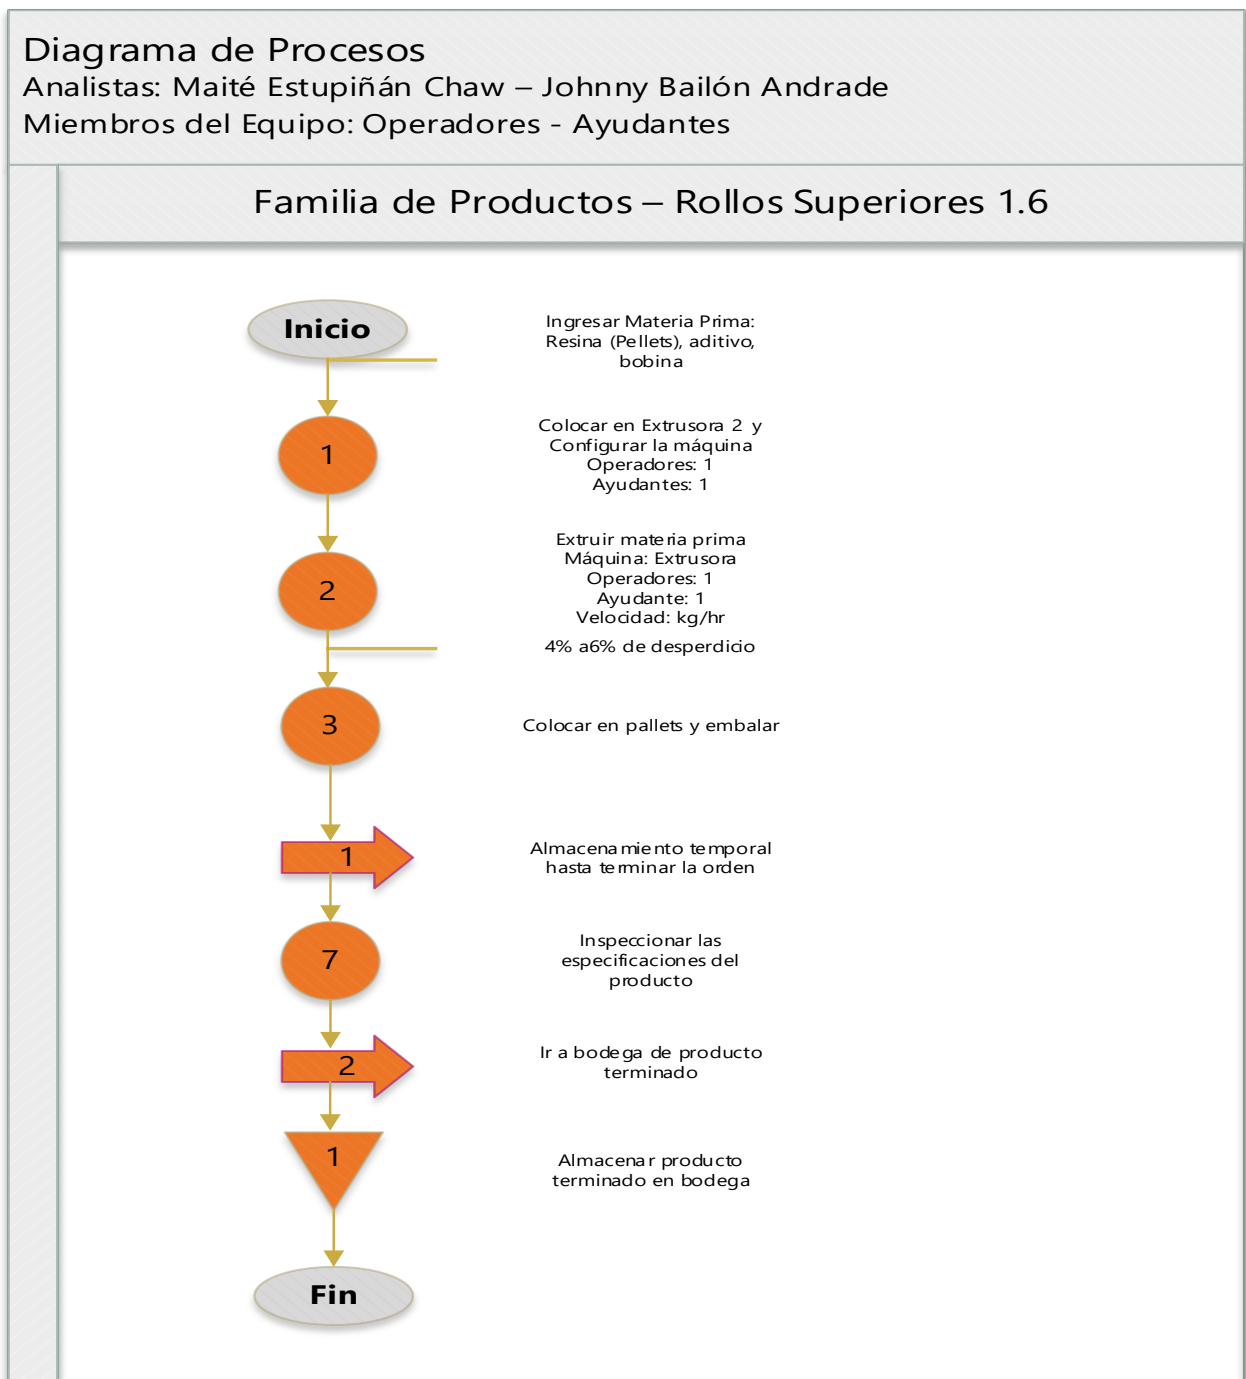 Diagrama de Procesos
Analistas: Maité Estupiñán Chaw – Johnny Bailón Andrade
Miembros del Equipo: Operadores - Ayudantes
Familia de Productos – Rollos Superiores 1.6
Inicio
Ingresar Materia Prima:
Resina (Pellets), aditivo,
bobina
1
Colocar en Extrusora 2 y
Configurar la máquina
Operadores: 1
Ayudantes: 1
2
Extruir materia prima
Máquina: Extrusora
Operadores: 1
Ayudante: 1
Velocidad: kg/hr
4% a6% de desperdicio
3
Colocar en pallets y embalar
1
Almacenamiento temporal
hasta terminar la orden
7
Inspeccionar las
especificaciones del
producto
2
Ir a bodega de producto
terminado
1
Almacenar producto
terminado en bodega
Fin